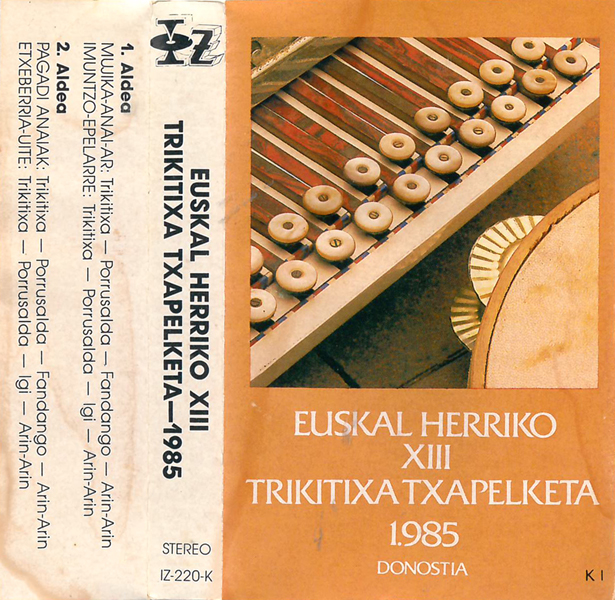 1. Aldea
MUJIKA-ANAI-AR: Trikitixa — Porrusalda — Fandango — Arin-Arin
IMUNTZO-EPELARRE: Trikitixa — Porrusalda — Igi — Arin-Arin
2. Aldea
PAGADI ANAIAK: Trikitixa — Porrusalda — Fandango — Arin-Arin
ETXEBERRIA-UITE: Trikitixa — Porrusalda — Igi — Arin-Arin
IZ
EUSKAL HERRIKO XIII
TRIKITIXA TXAPELKETA—1985
STEREO
IZ-220-K
EUSKAL HERRIKO
XIII
TRIKITIXA TXAPELKETA
1.985
DONOSTIA
K I